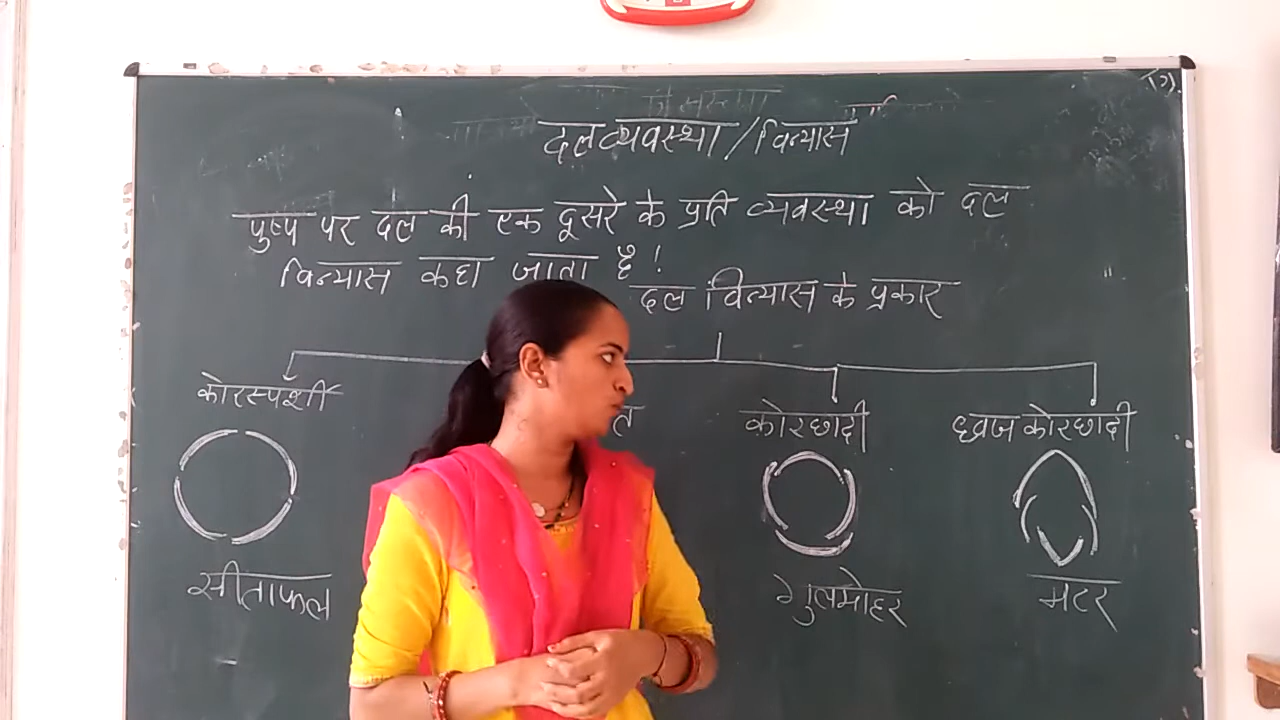 दलव्यवस्था/विन्यास
पुष्प पर दल की एक दूसरे के प्रति व्यवस्था को दल
विन्यास कहा जाता है!
दल विन्यास के प्रकार
कोरस्पर्शी
कोरछादी
ध्वज कोरछादी
सीताफल
गुलमोहर
मटर